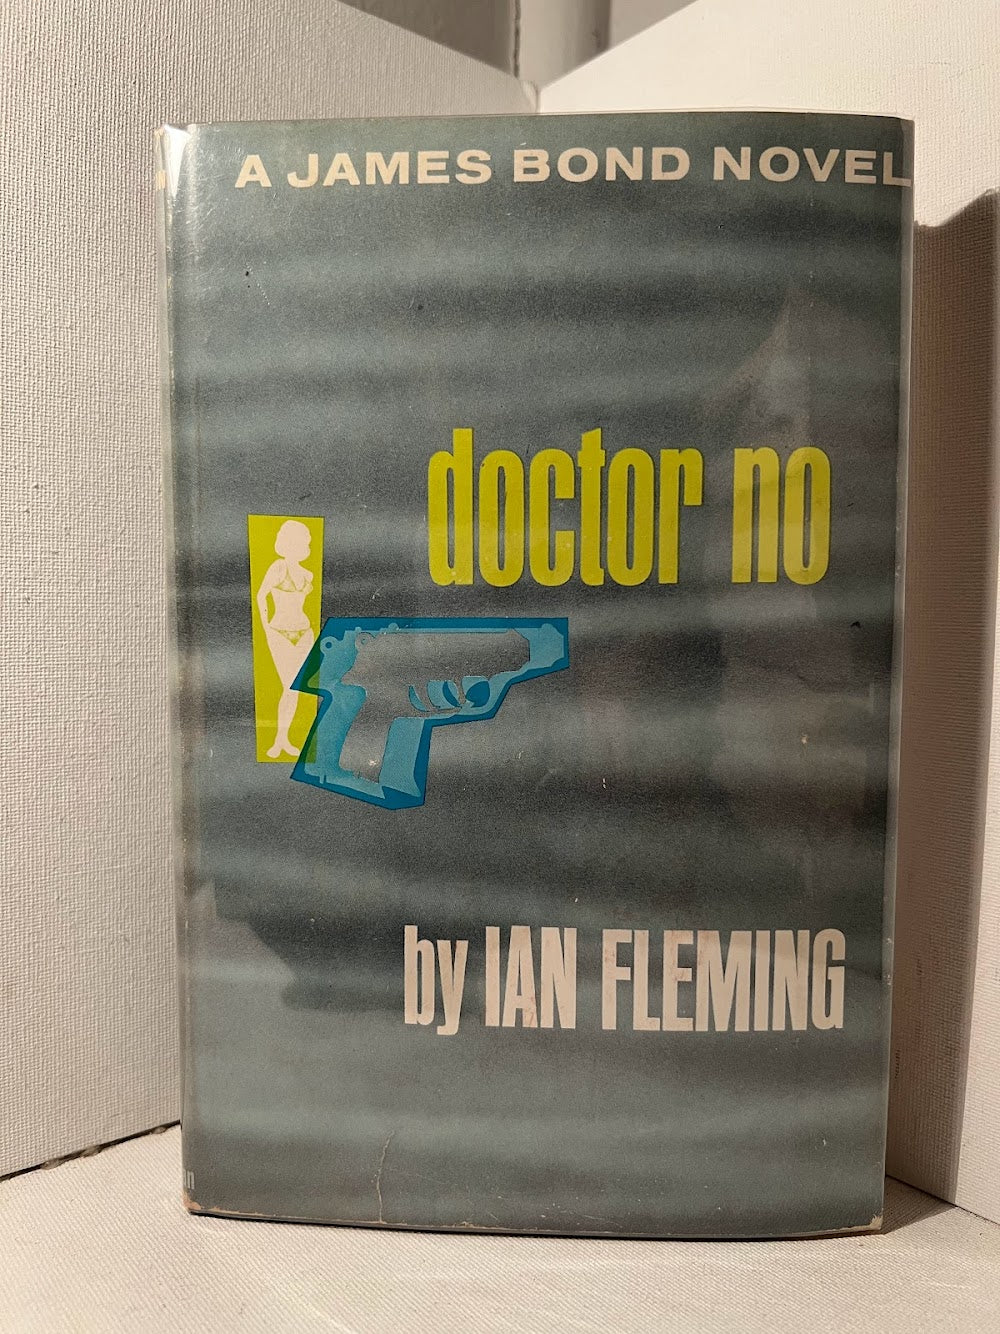 A JAMES BOND NOVEL
doctor no
by IAN FLEMING